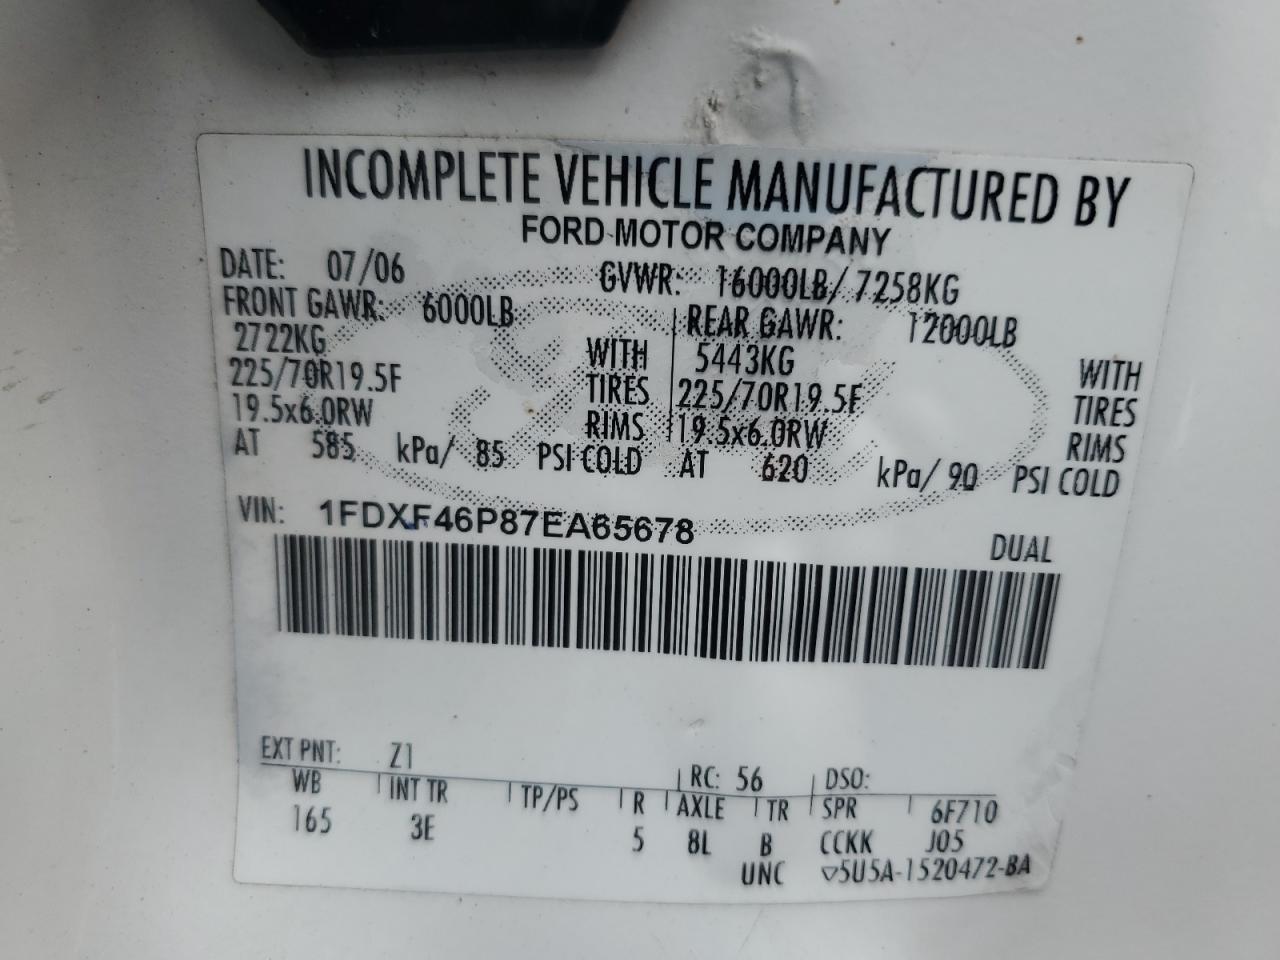 INCOMPLETE VEHICLE MANUFACTURED BY
FORD MOTOR COMPANY
DATE: 07/06 GVWR: 16000LB/ 7258KG
FRONT GAWR: 6000LB REAR GAWR: 12000LB
2722KG WITH 5443KG WITH
225/70R19.5F TIRES 225/70R19.5F TIRES
19.5x6.0RW RIMS 19.5x6.0RW RIMS
AT 585 kPa/ 85 PSI COLD AT 620 kPa/ 90 PSI COLD
VIN: 1FDXF46P87EA65678
DUAL
EXT PNT: Z1 RC: 56 DSO:
WB INT TR TP/PS R AXLE TR SPR 6F710
165 3E 5 8L B CCKK J05
UNC ▽5U5A-1520472-BA